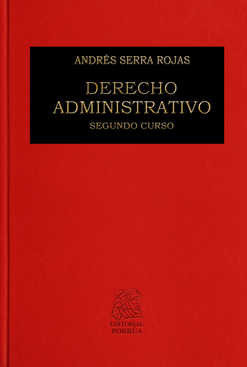 ANDRÉS SERRA ROJAS
DERECHO
ADMINISTRATIVO
SEGUNDO CURSO
EDITORIAL
PORRÚA